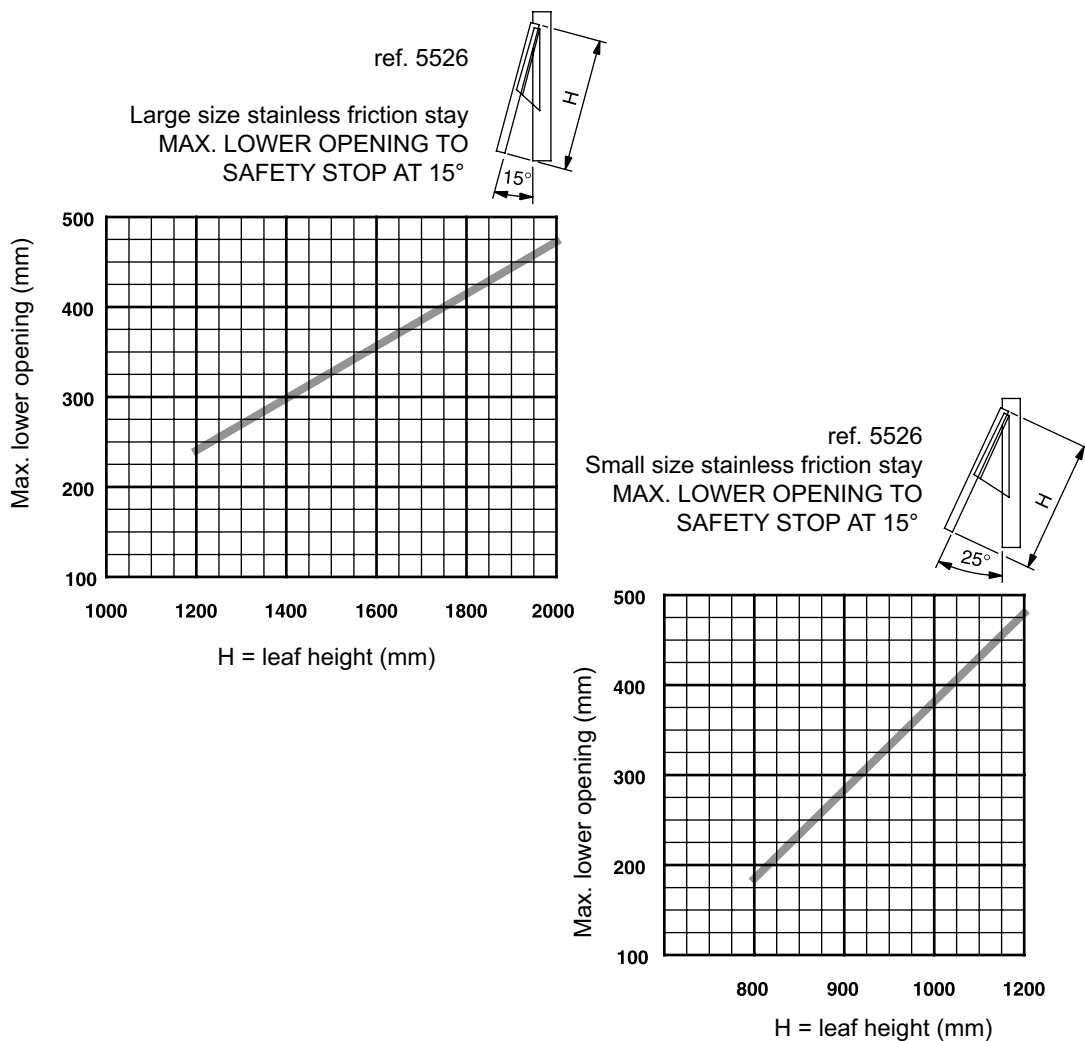 ref. 5526
Large size stainless friction stay
MAX. LOWER OPENING TO
SAFETY STOP AT 15°
H
15°
Max. lower opening (mm)
500
400
300
200
100
1000 1200 1400 1600 1800 2000
H = leaf height (mm)
ref. 5526
Small size stainless friction stay
MAX. LOWER OPENING TO
SAFETY STOP AT 15°
H
25°
Max. lower opening (mm)
500
400
300
200
100
800 900 1000 1200
H = leaf height (mm)